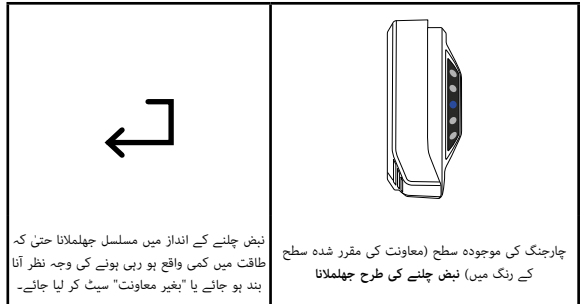 چارجنگ کی موجودہ سطح (معاونت کی مقرر شدہ سطح
کے رنگ میں) نبض چلنے کی طرح جھلملانا
نبض چلنے کے انداز میں مسلسل جھلملانا حتیٰ کہ
طاقت میں کمی واقع ہو رہی ہونے کی وجہ نظر آنا
بند ہو جائے یا "بغیر معاونت" سیٹ کر لیا جائے۔